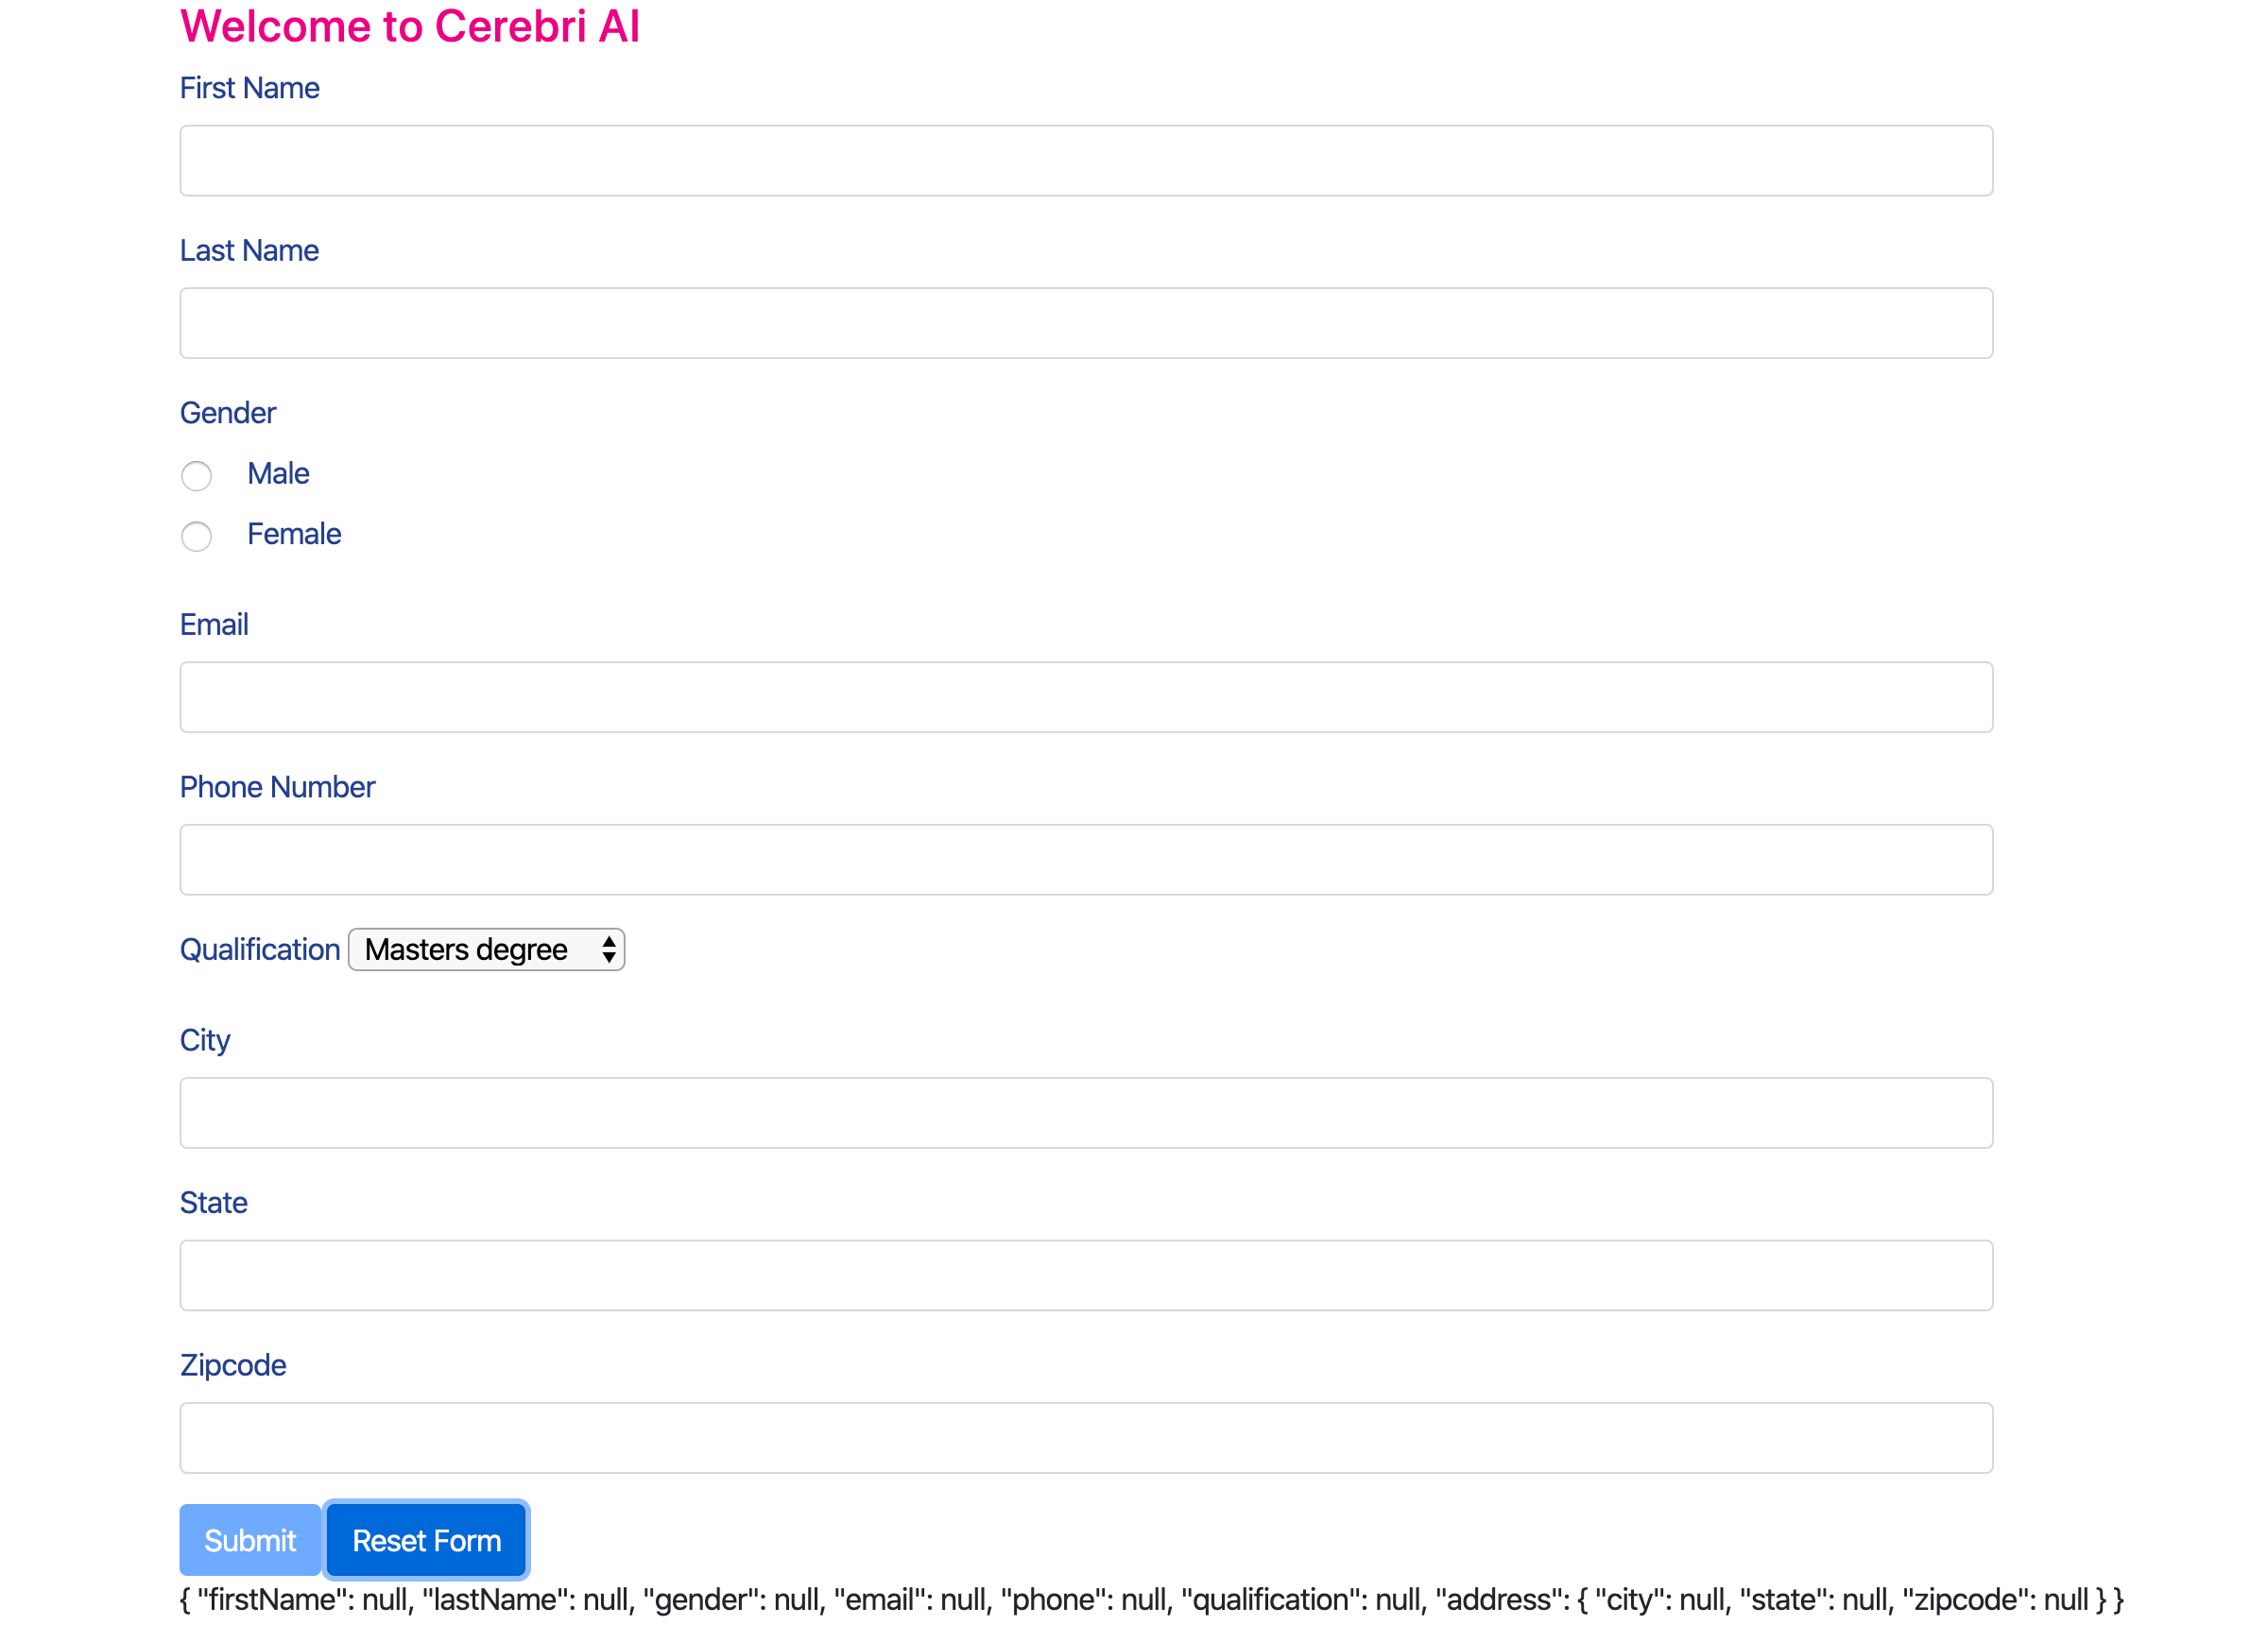 Welcome to Cerebri AI
First Name
Last Name
Gender
Male
Female
Email
Phone Number
Qualification Masters degree
City
State
Zipcode
Submit Reset Form
{ "firstName": null, "lastName": null, "gender": null, "email": null, "phone": null, "qualification": null, "address": { "city": null, "state": null, "zipcode": null } }